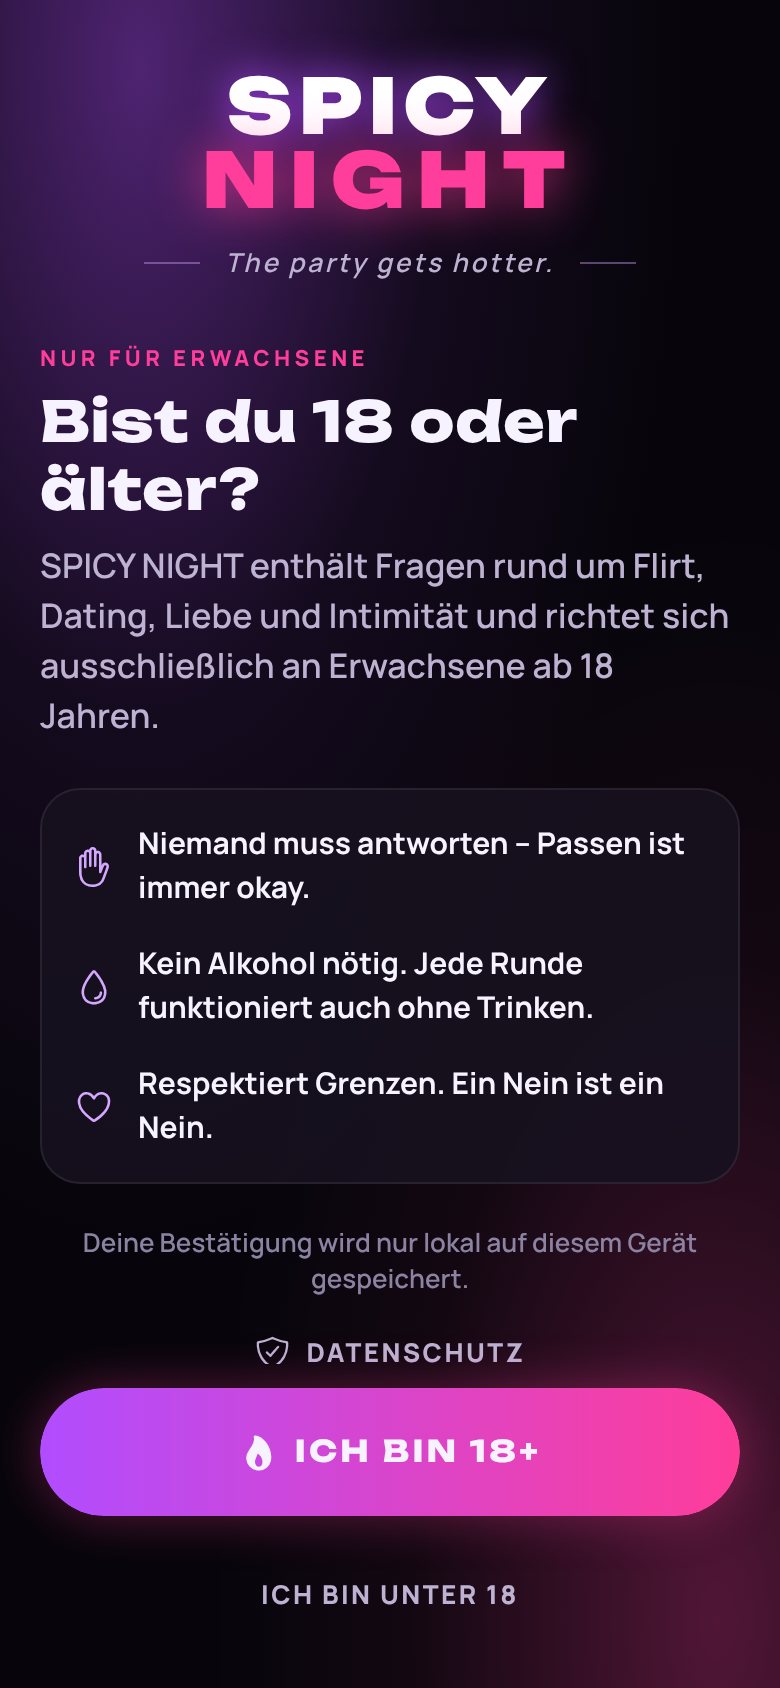 SPICY
NIGHT
The party gets hotter.
NUR FÜR ERWACHSENE
Bist du 18 oder
älter?
SPICY NIGHT enthält Fragen rund um Flirt,
Dating, Liebe und Intimität und richtet sich
ausschließlich an Erwachsene ab 18
Jahren.
Niemand muss antworten – Passen ist
immer okay.
Kein Alkohol nötig. Jede Runde
funktioniert auch ohne Trinken.
Respektiert Grenzen. Ein Nein ist ein
Nein.
Deine Bestätigung wird nur lokal auf diesem Gerät
gespeichert.
DATENSCHUTZ
ICH BIN 18+
ICH BIN UNTER 18